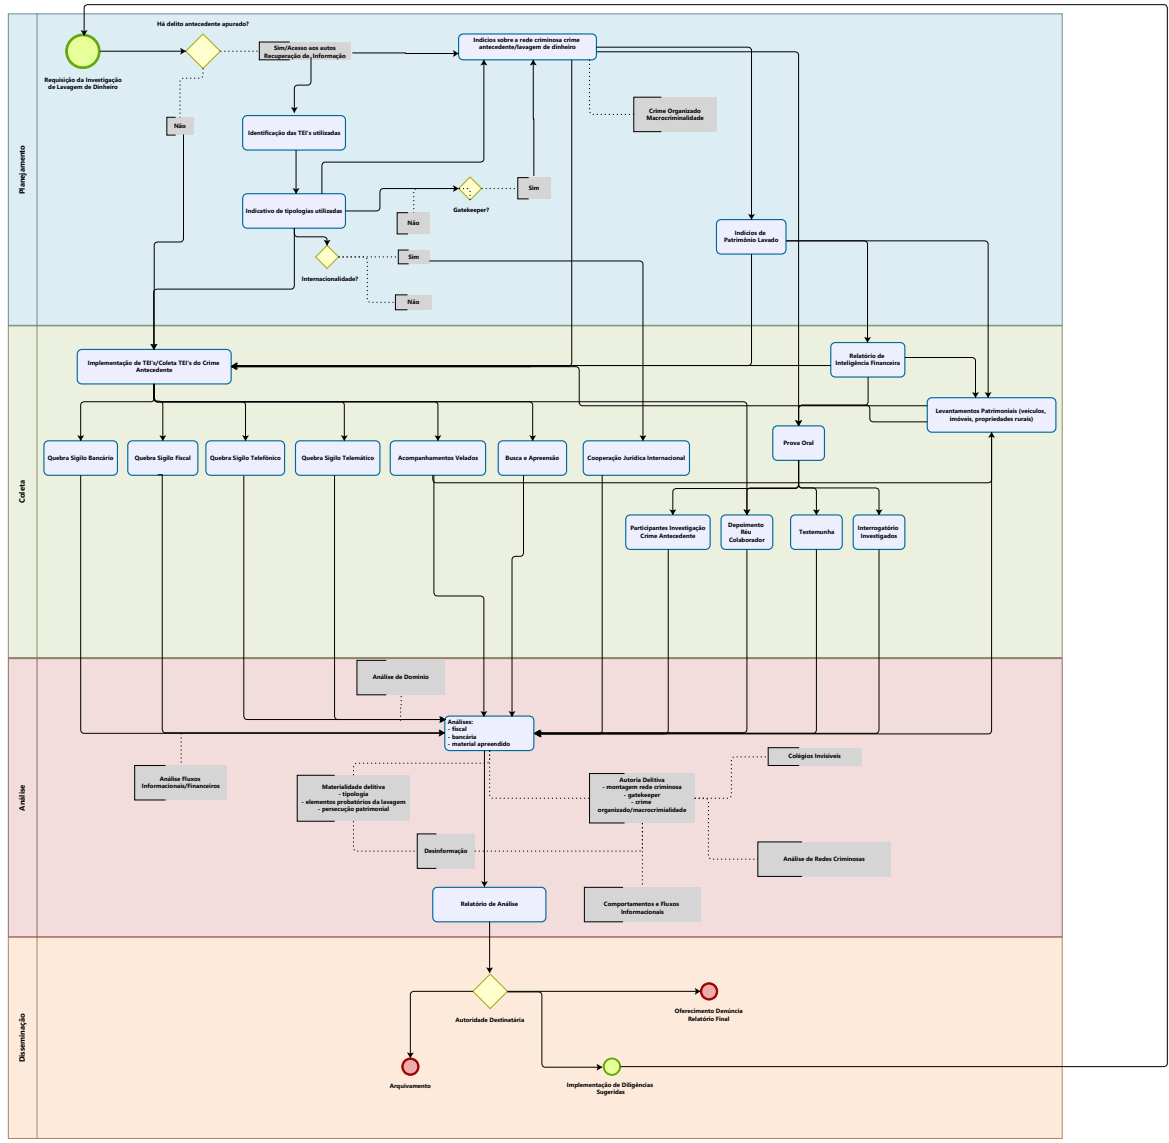 Há delito antecedente apurado?
Sim/Acesso aos autos
Recuperação de Informação
Indícios sobre a rede criminosa crime
antecedente/lavagem de dinheiro
Requisição da Investigação
de Lavagem de Dinheiro
Crime Organizado
Macrocriminalidade
Não
Identificação das TEI's utilizadas
Planejamento
Sim
Indicativo de tipologias utilizadas
Gatekeeper?
Não
Indícios de
Patrimônio Lavado
Sim
Internacionalidade?
Não
Implementação de TEI's/Coleta TEI's do Crime
Antecedente
Relatório de
Inteligência Financeira
Levantamentos Patrimoniais (veículos,
imóveis, propriedades rurais)
Prova Oral
Quebra Sigilo Bancário
Quebra Sigilo Fiscal
Quebra Sigilo Telefônico
Quebra Sigilo Telemático
Acompanhamentos Velados
Busca e Apreensão
Cooperação Jurídica Internacional
Coleta
Participantes Investigação
Crime Antecedente
Depoimento
Réu
Colaborador
Testemunha
Interrogatório
Investigados
Análise de Domínio
Análises:
- fiscal
- bancária
- material apreendido
Colégios Invisíveis
Análise Fluxos
Informacionais/Financeiros
Materialidade delitiva
- tipologia
- elementos probatórios da lavagem
- persecução patrimonial
Autoria Delitiva
- montagem rede criminosa
- gatekeeper
- crime
organizado/macrocrimialidade
Análise
Desinformação
Análise de Redes Criminosas
Relatório de Análise
Comportamentos e Fluxos
Informacionais
Autoridade Destinatária
Oferecimento Denúncia
Relatório Final
Disseminação
Arquivamento
Implementação de Diligências
Sugeridas